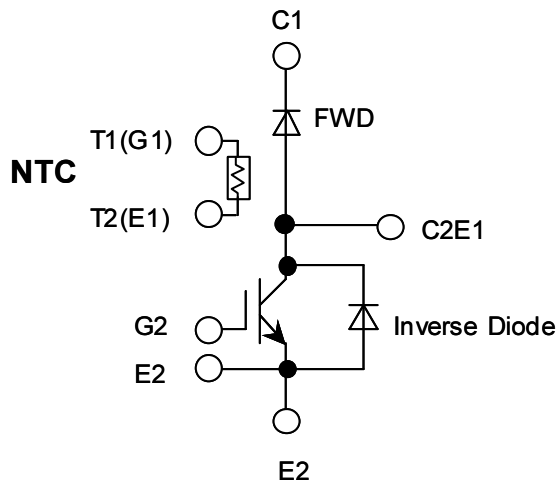 C1
FWD
T1(G1)
NTC
T2(E1)
C2E1
G2
Inverse Diode
E2
E2